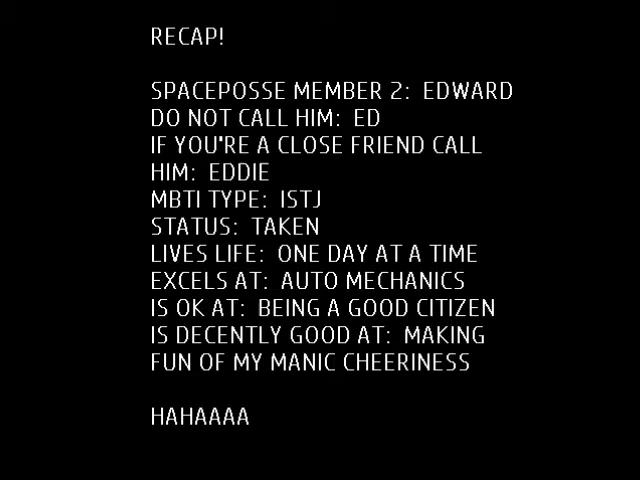 RECAP!
SPACEPOSSE MEMBER 2: EDWARD
DO NOT CALL HIM: ED
IF YOU'RE A CLOSE FRIEND CALL
HIM: EDDIE
MBTI TYPE: ISTJ
STATUS: TAKEN
LIVES LIFE: ONE DAY AT A TIME
EXCELS AT: AUTO MECHANICS
IS OK AT: BEING A GOOD CITIZEN
IS DECENTLY GOOD AT: MAKING
FUN OF MY MANIC CHEERINESS
HAHAAAA